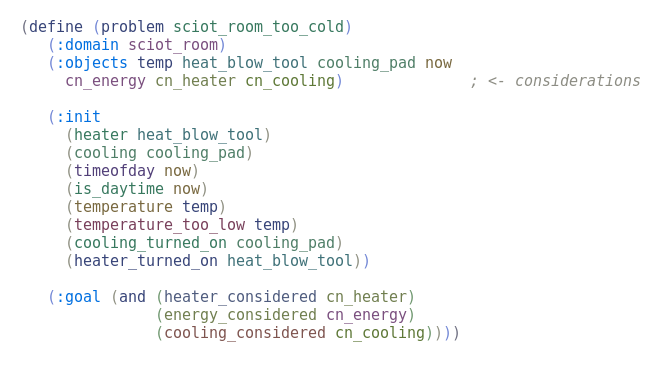 (define (problem sciot_room_too_cold)
   (:domain sciot_room)
   (:objects temp heat_blow_tool cooling_pad now
     cn_energy cn_heater cn_cooling)              ; <- considerations

   (:init
     (heater heat_blow_tool)
     (cooling cooling_pad)
     (timeofday now)
     (is_daytime now)
     (temperature temp)
     (temperature_too_low temp)
     (cooling_turned_on cooling_pad)
     (heater_turned_on heat_blow_tool))

   (:goal (and (heater_considered cn_heater)
               (energy_considered cn_energy)
               (cooling_considered cn_cooling))))